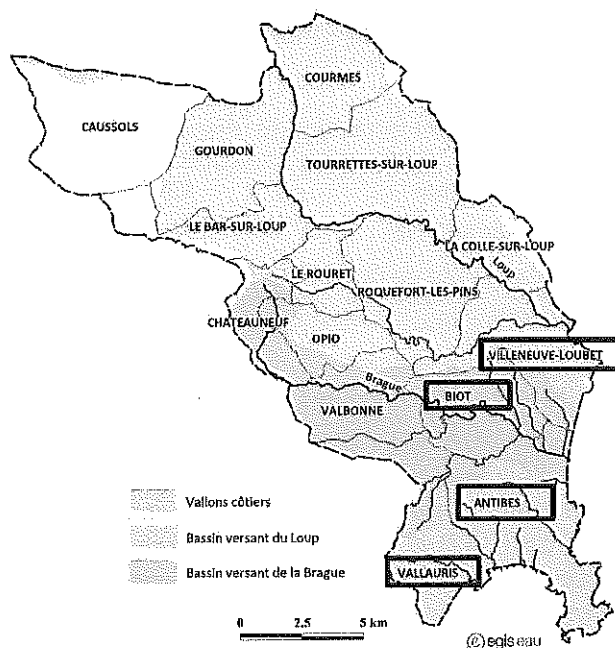 COURMES
CAUSSOLS
GOURDON
TOURRETTES-SUR-LOUP
LE BAR-SUR-LOUP
LA COLLE-SUR-LOUP
Loup
LE ROURET
ROQUEFORT-LES-PINS
CHATEAUNEUF
OPIO
VILLENEUVE-LOUBET
Brague
BIOT
VALBONNE
Vallons côtiers
ANTIBES
Bassin versant du Loup
Bassin versant de la Brague
VALLAURIS
0 2.5 5 km
©egis eau